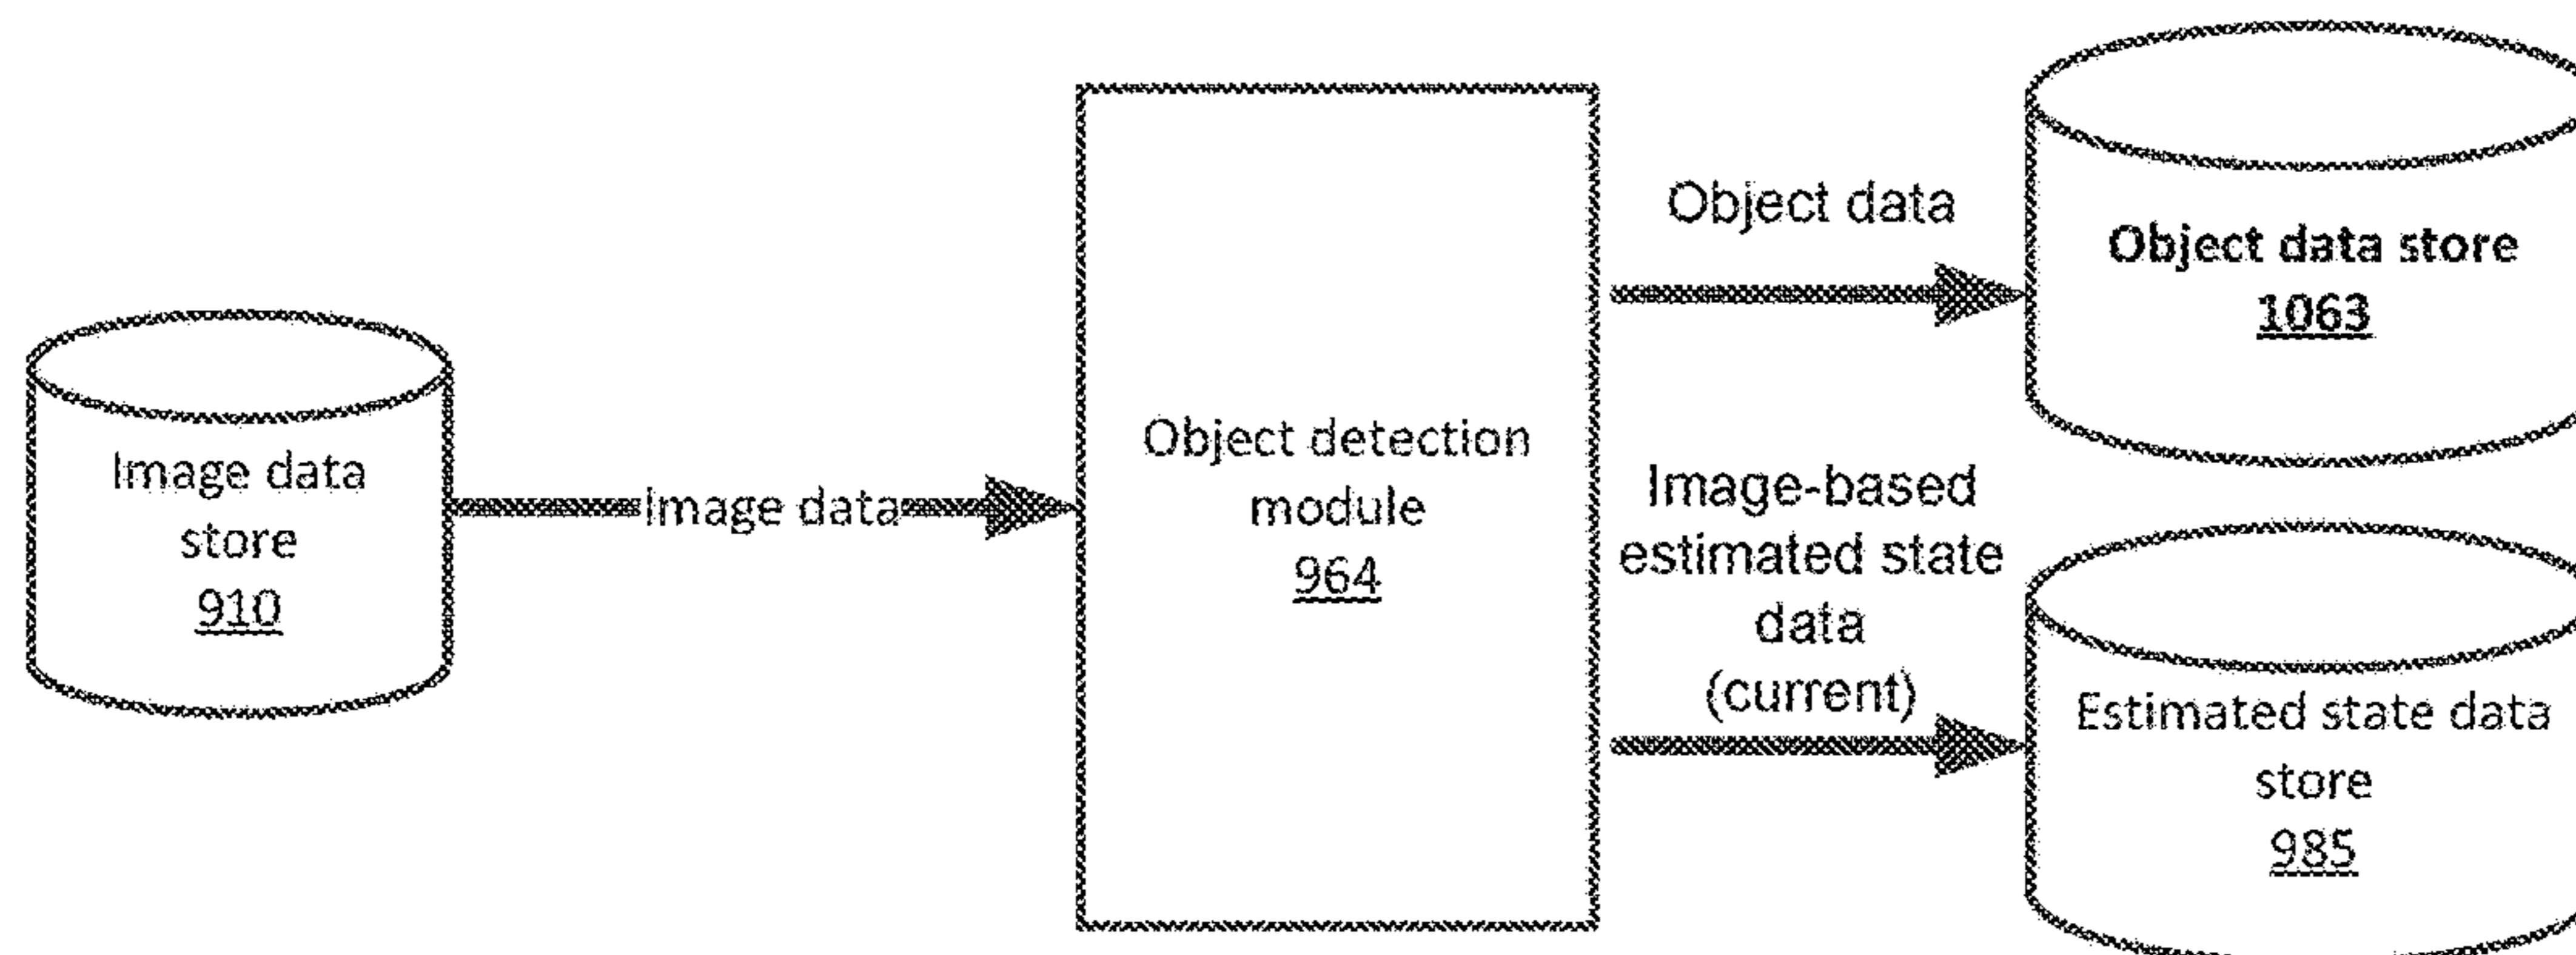 Image data
store
910
Image data
Object detection
module
964
Object data
Image-based
estimated state
data
(current)
Object data store
1063
Estimated state data
store
985